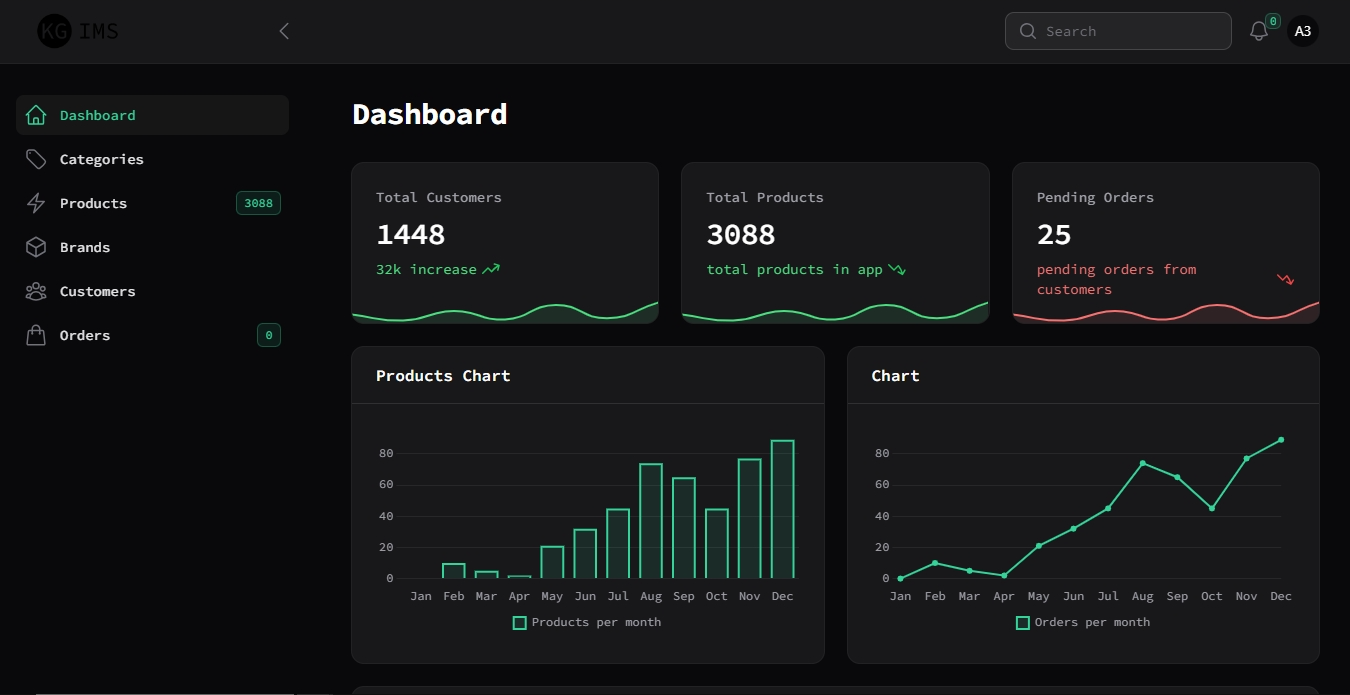 KG IMS
Search
0
A3
Dashboard
Categories
Products 3088
Brands
Customers
Orders 0
Dashboard
Total Customers
1448
32k increase
Total Products
3088
total products in app
Pending Orders
25
pending orders from
customers
Products Chart
80
60
40
20
0
Jan Feb Mar Apr May Jun Jul Aug Sep Oct Nov Dec
Products per month
Chart
80
60
40
20
0
Jan Feb Mar Apr May Jun Jul Aug Sep Oct Nov Dec
Orders per month